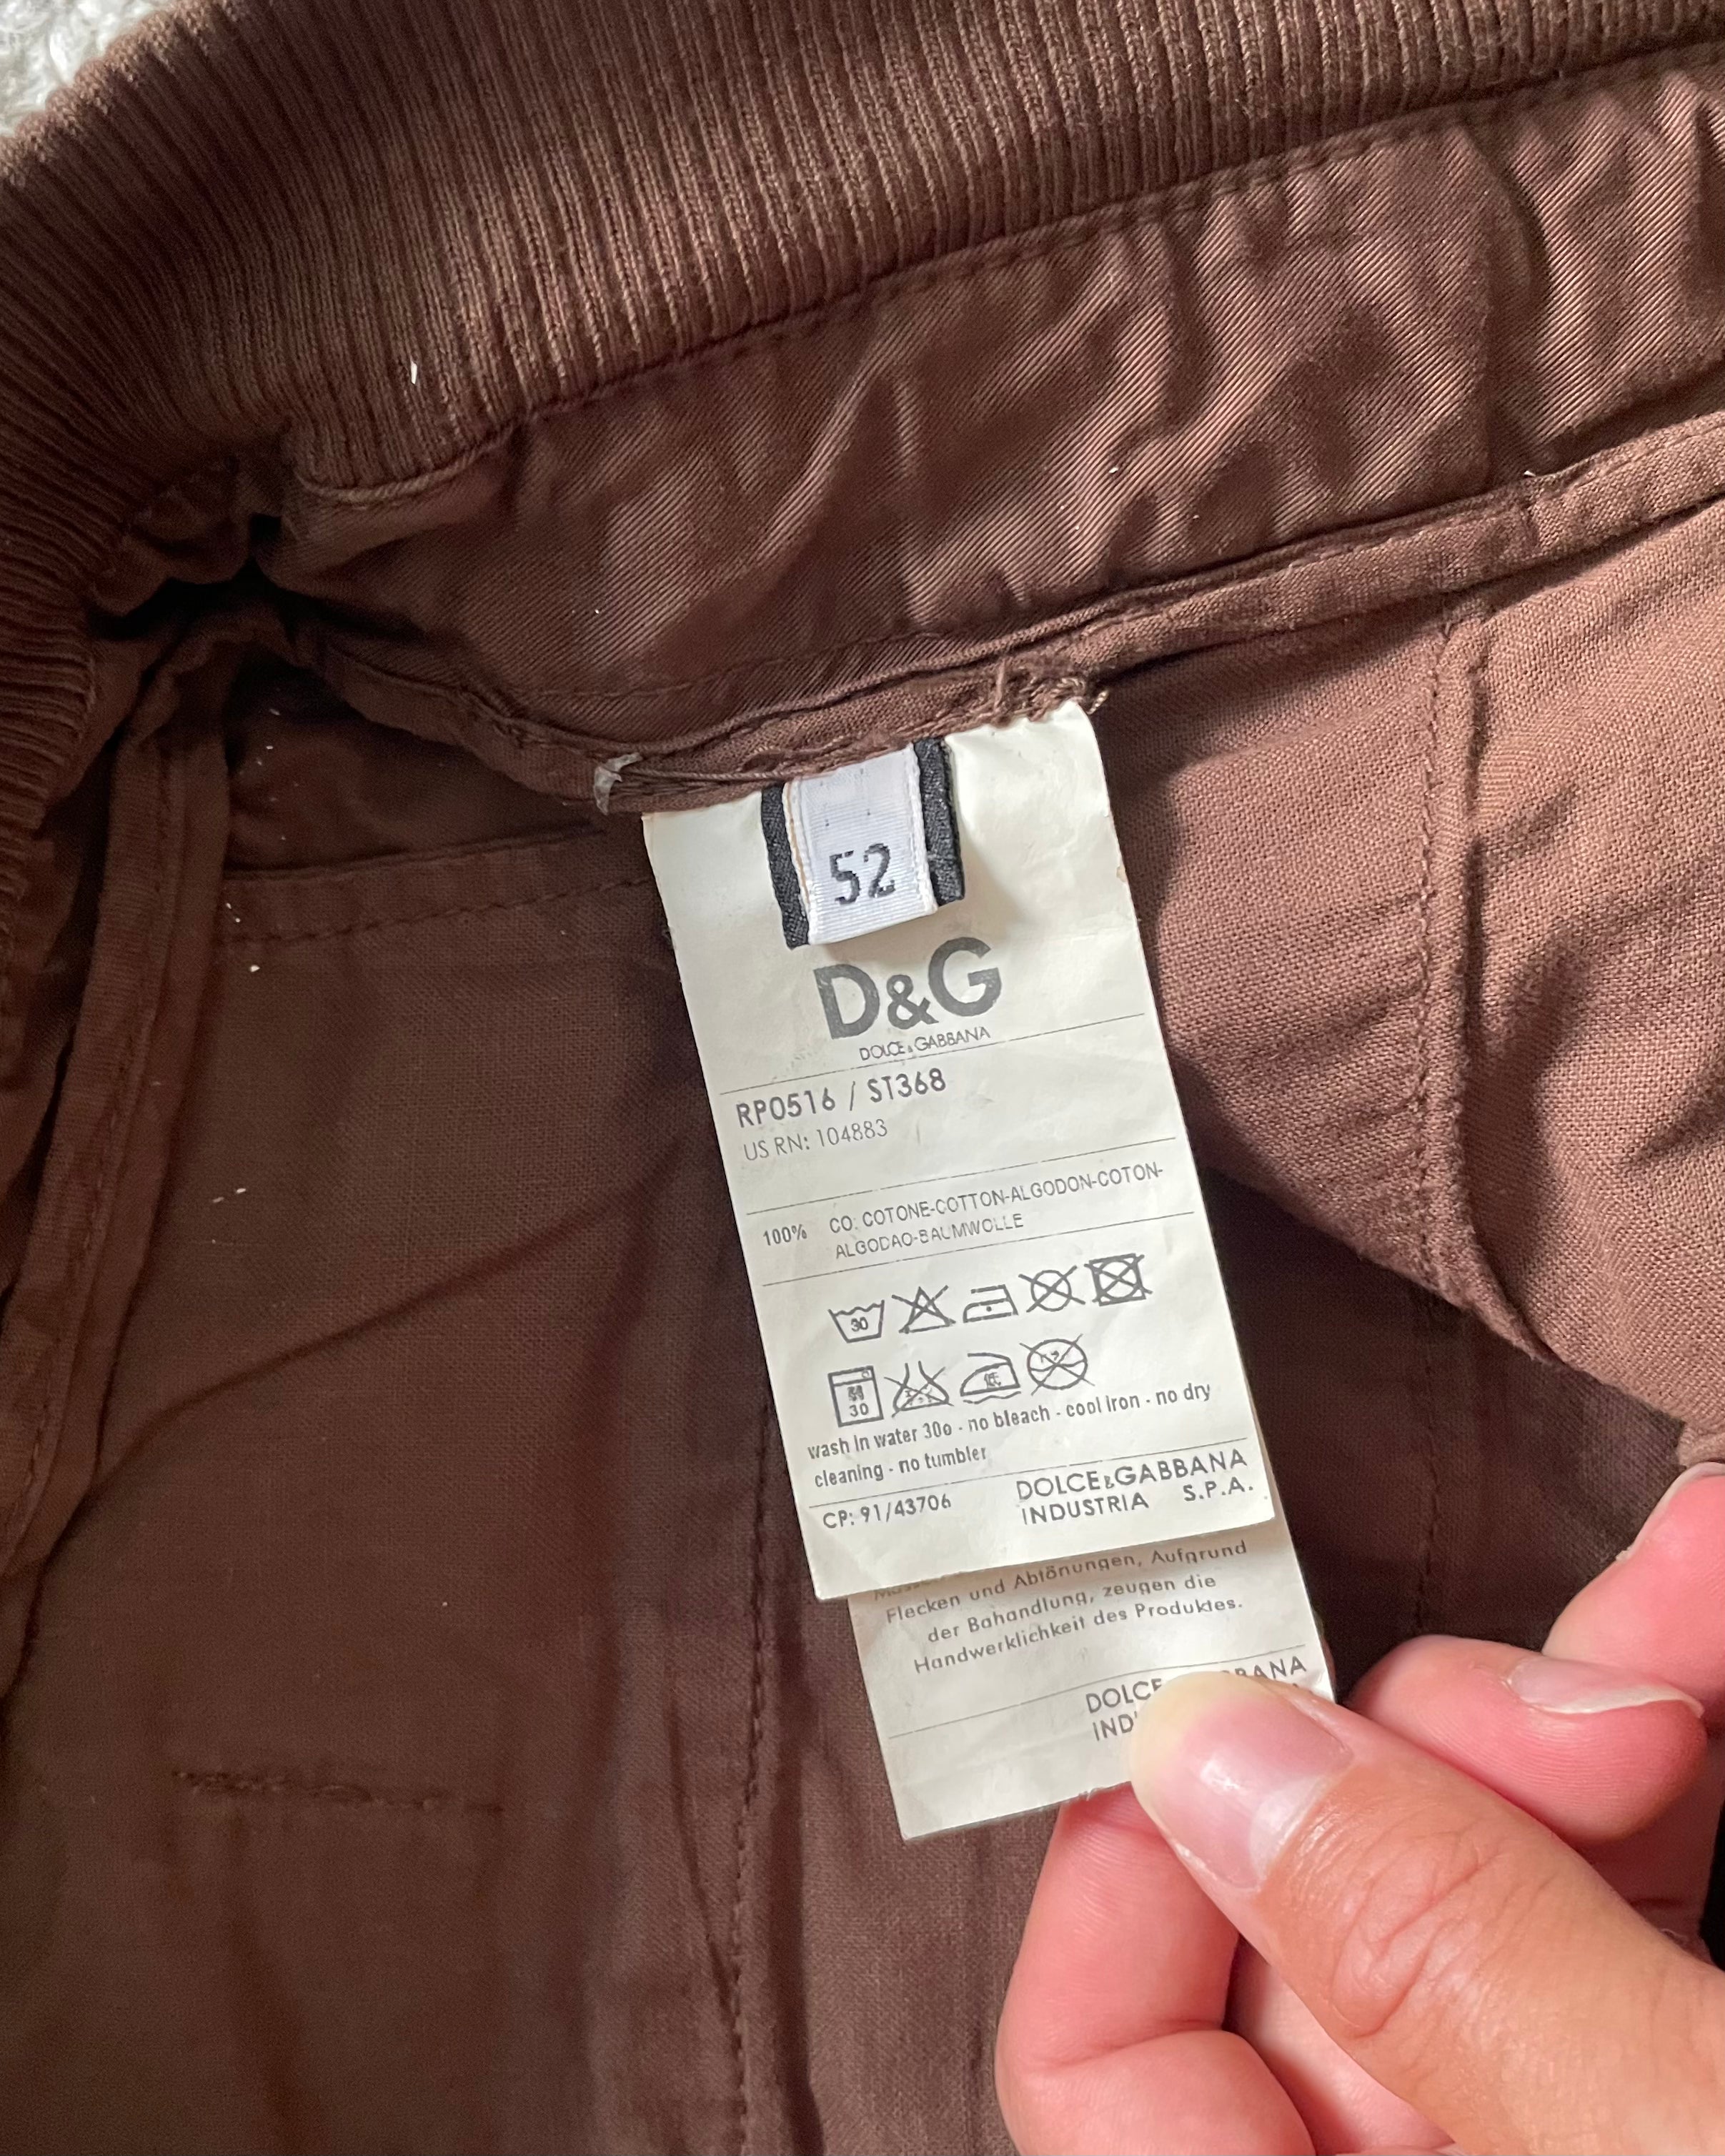 52
D&G
DOLCE & GABBANA
RP0516 / ST368
US RN: 104883
100% CO: COTONE-COTTON-ALGODON-COTON-
ALGODAO-BAUMWOLLE
30
30 低
wash in water 30o - no bleach - cool iron - no dry
cleaning - no tumbler
CP: 91/43706 DOLCE&GABBANA
INDUSTRIA S.P.A.
Abtönungen, Aufgrund
Flecken und
der Bahandlung, zeugen die
Handwerklichkeit des Produktes.